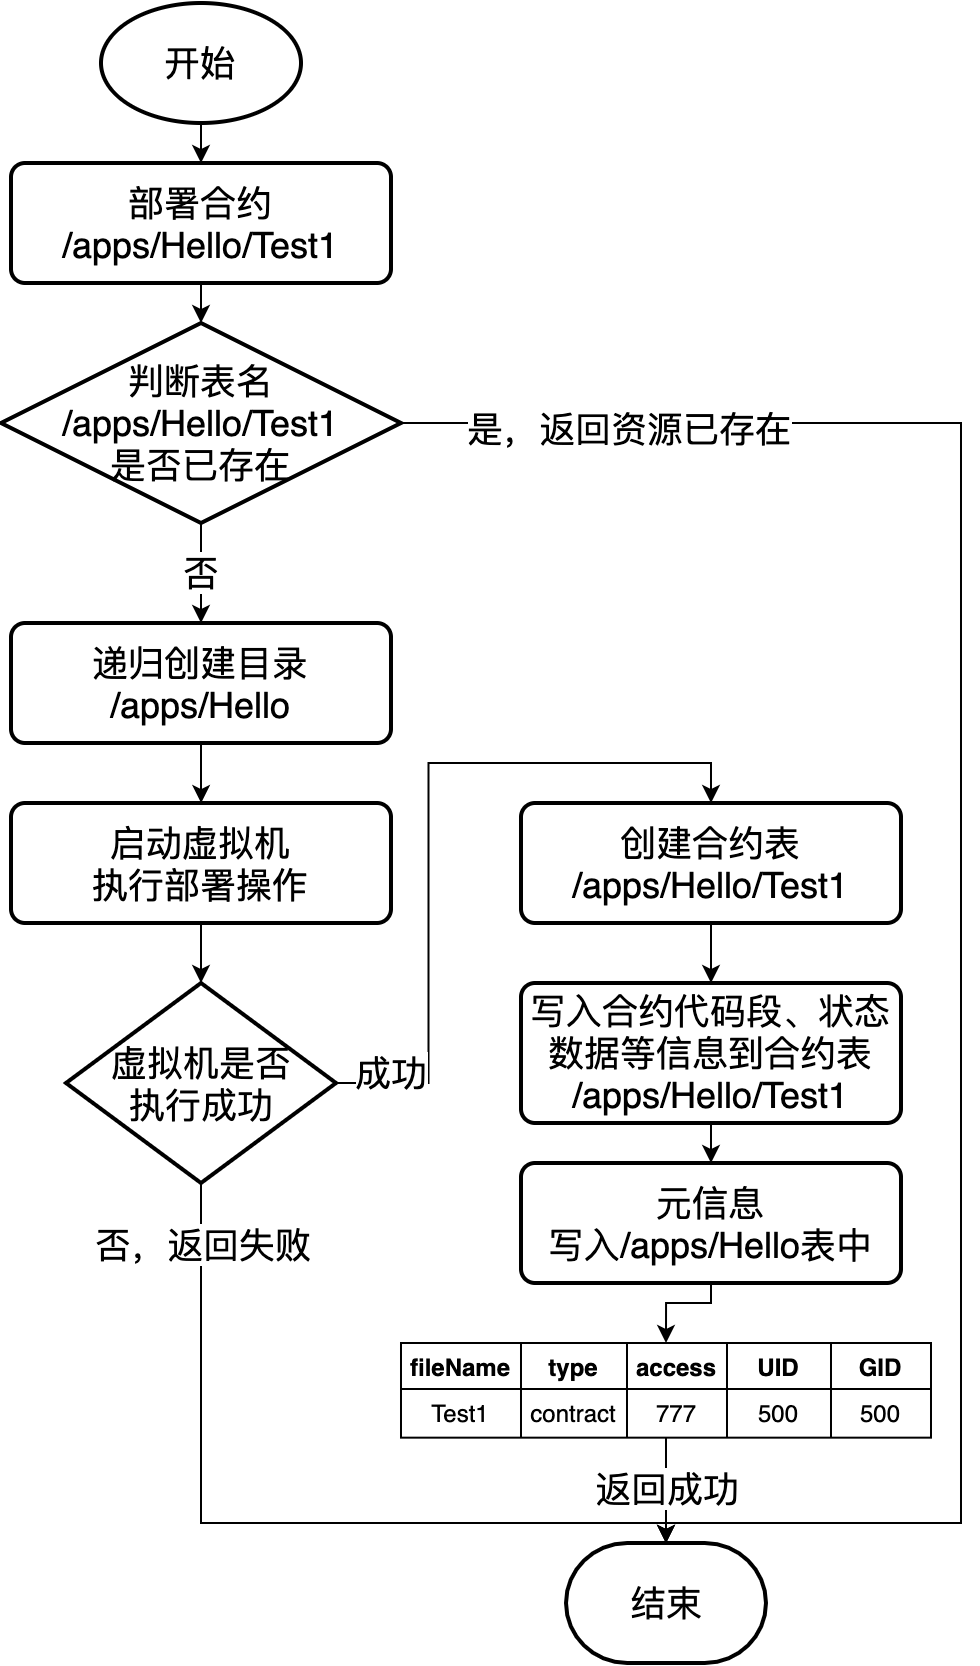 开始
部署合约
/apps/Hello/Test1
判断表名
/apps/Hello/Test1
是否已存在
是，返回资源已存在
否
递归创建目录
/apps/Hello
启动虚拟机
执行部署操作
虚拟机是否
执行成功
成功
否，返回失败
创建合约表
/apps/Hello/Test1
写入合约代码段、状态
数据等信息到合约表
/apps/Hello/Test1
元信息
写入/apps/Hello表中
fileName type access UID GID
Test1 contract 777 500 500
返回成功
结束